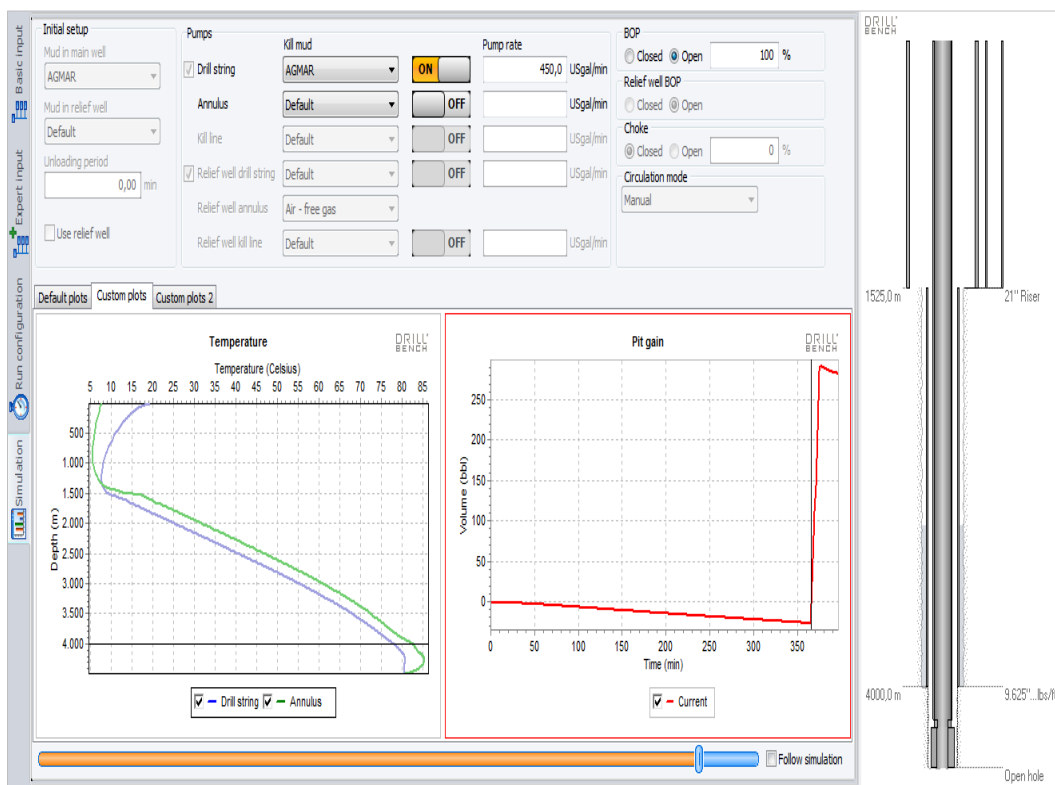 Basic input
Expert input
Run configuration
Simulation
Initial setup
Mud in main well
AGMAR
Mud in relief well
Default
Unloading period
0,00 min
Use relief well
Pumps
Kill mud
Pump rate
Drill string AGMAR ON 450,0 USgal/min
Annulus Default OFF USgal/min
Kill line Default OFF USgal/min
Relief well drill string Default OFF USgal/min
Relief well annulus Air - free gas
Relief well kill line Default OFF USgal/min
BOP
Closed Open 100 %
Relief well BOP
Closed Open
Choke
Closed Open 0 %
Circulation mode
Manual
Default plots Custom plots Custom plots 2
Temperature
DRILL'
BENCH
Temperature (Celsius)
5 10 15 20 25 30 35 40 45 50 55 60 65 70 75 80 85
Depth (m)
500
1.000
1.500
2.000
2.500
3.000
3.500
4.000
Drill string Annulus
Pit gain
DRILL'
BENCH
Volume (bbl)
250
200
150
100
50
0
0 50 100 150 200 250 300 350
Time (min)
Current
Follow simulation
DRILL'
BENCH
1525,0 m 21" Riser
4000,0 m 9.625"...lbs/f
Open hole